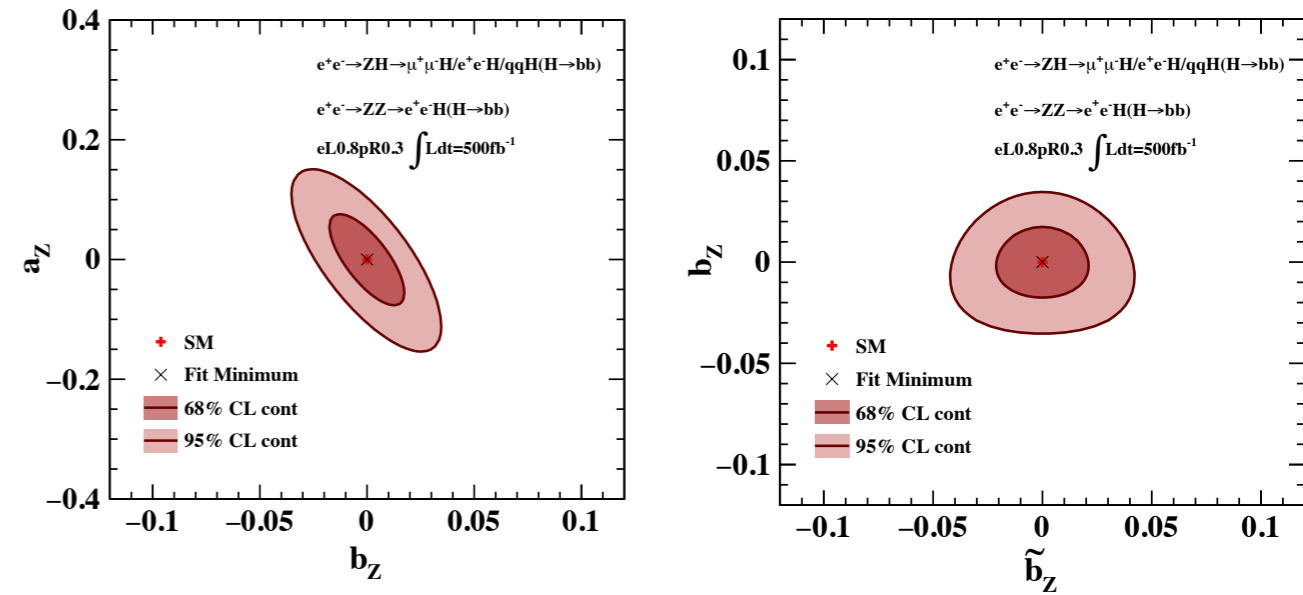 0.4
0.2
0
−0.2
−0.4
a_Z
e⁺e⁻→ZH→μ⁺μ⁻H/e⁺e⁻H/qqH(H→bb)
e⁺e⁻→ZZ→e⁺e⁻H(H→bb)
eL0.8pR0.3 ∫Ldt=500fb⁻¹
SM
Fit Minimum
68% CL cont
95% CL cont
−0.1 −0.05 0 0.05 0.1
b_Z
0.1
0.05
0
−0.05
−0.1
b_Z
e⁺e⁻→ZH→μ⁺μ⁻H/e⁺e⁻H/qqH(H→bb)
e⁺e⁻→ZZ→e⁺e⁻H(H→bb)
eL0.8pR0.3 ∫Ldt=500fb⁻¹
SM
Fit Minimum
68% CL cont
95% CL cont
−0.1 −0.05 0 0.05 0.1
b̃_Z